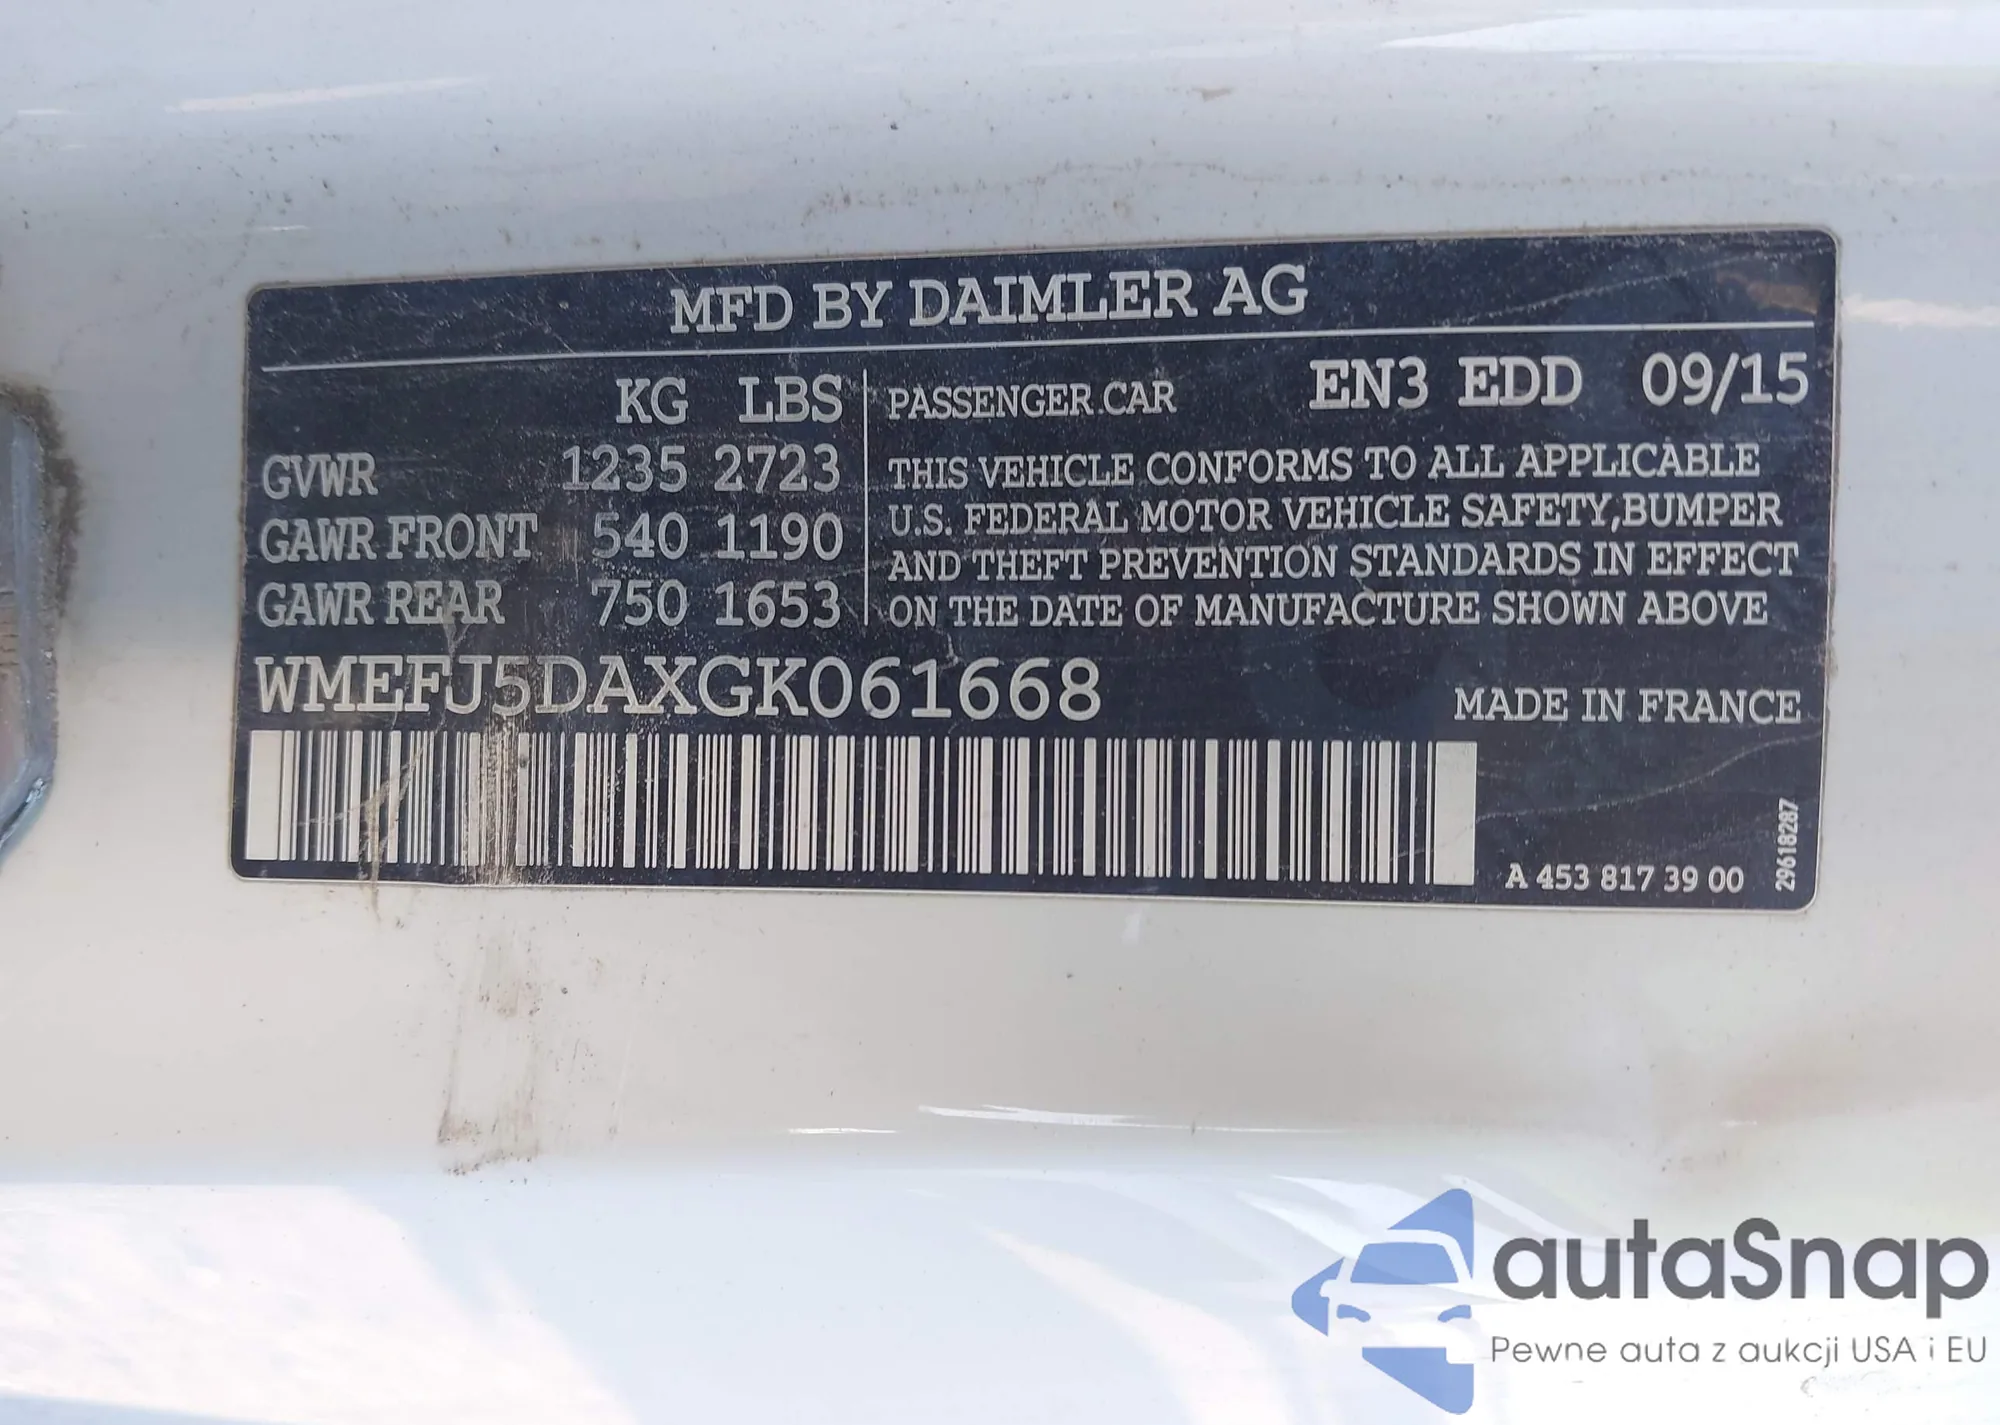 MFD BY DAIMLER AG
KG LBS
GVWR 1235 2723
GAWR FRONT 540 1190
GAWR REAR 750 1653
PASSENGER CAR EN3 EDD 09/15
THIS VEHICLE CONFORMS TO ALL APPLICABLE
U.S. FEDERAL MOTOR VEHICLE SAFETY,BUMPER
AND THEFT PREVENTION STANDARDS IN EFFECT
ON THE DATE OF MANUFACTURE SHOWN ABOVE
WMEFJ5DAXGK061668
MADE IN FRANCE
A 453 817 39 00
29618287
autaSnap
Pewne auta z aukcji USA i EU